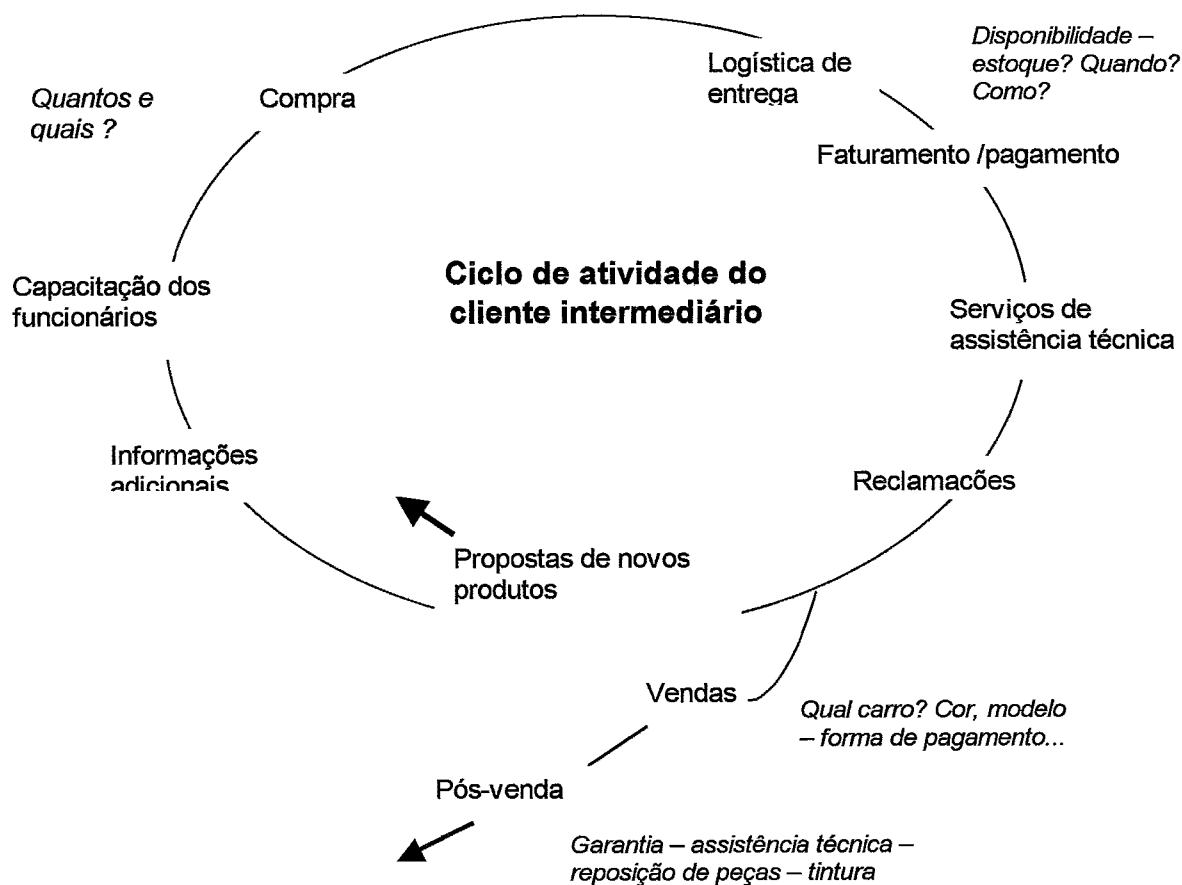 Disponibilidade –
estoque? Quando?
Como?
Logística de
entrega
Quantos e
quais ?
Compra
Faturamento /pagamento
Ciclo de atividade do
cliente intermediário
Capacitação dos
funcionários
Serviços de
assistência técnica
Informações
adicionais
Reclamações
Propostas de novos
produtos
Vendas
Qual carro? Cor, modelo
– forma de pagamento...
Pós-venda
Garantia – assistência técnica –
reposição de peças – tintura